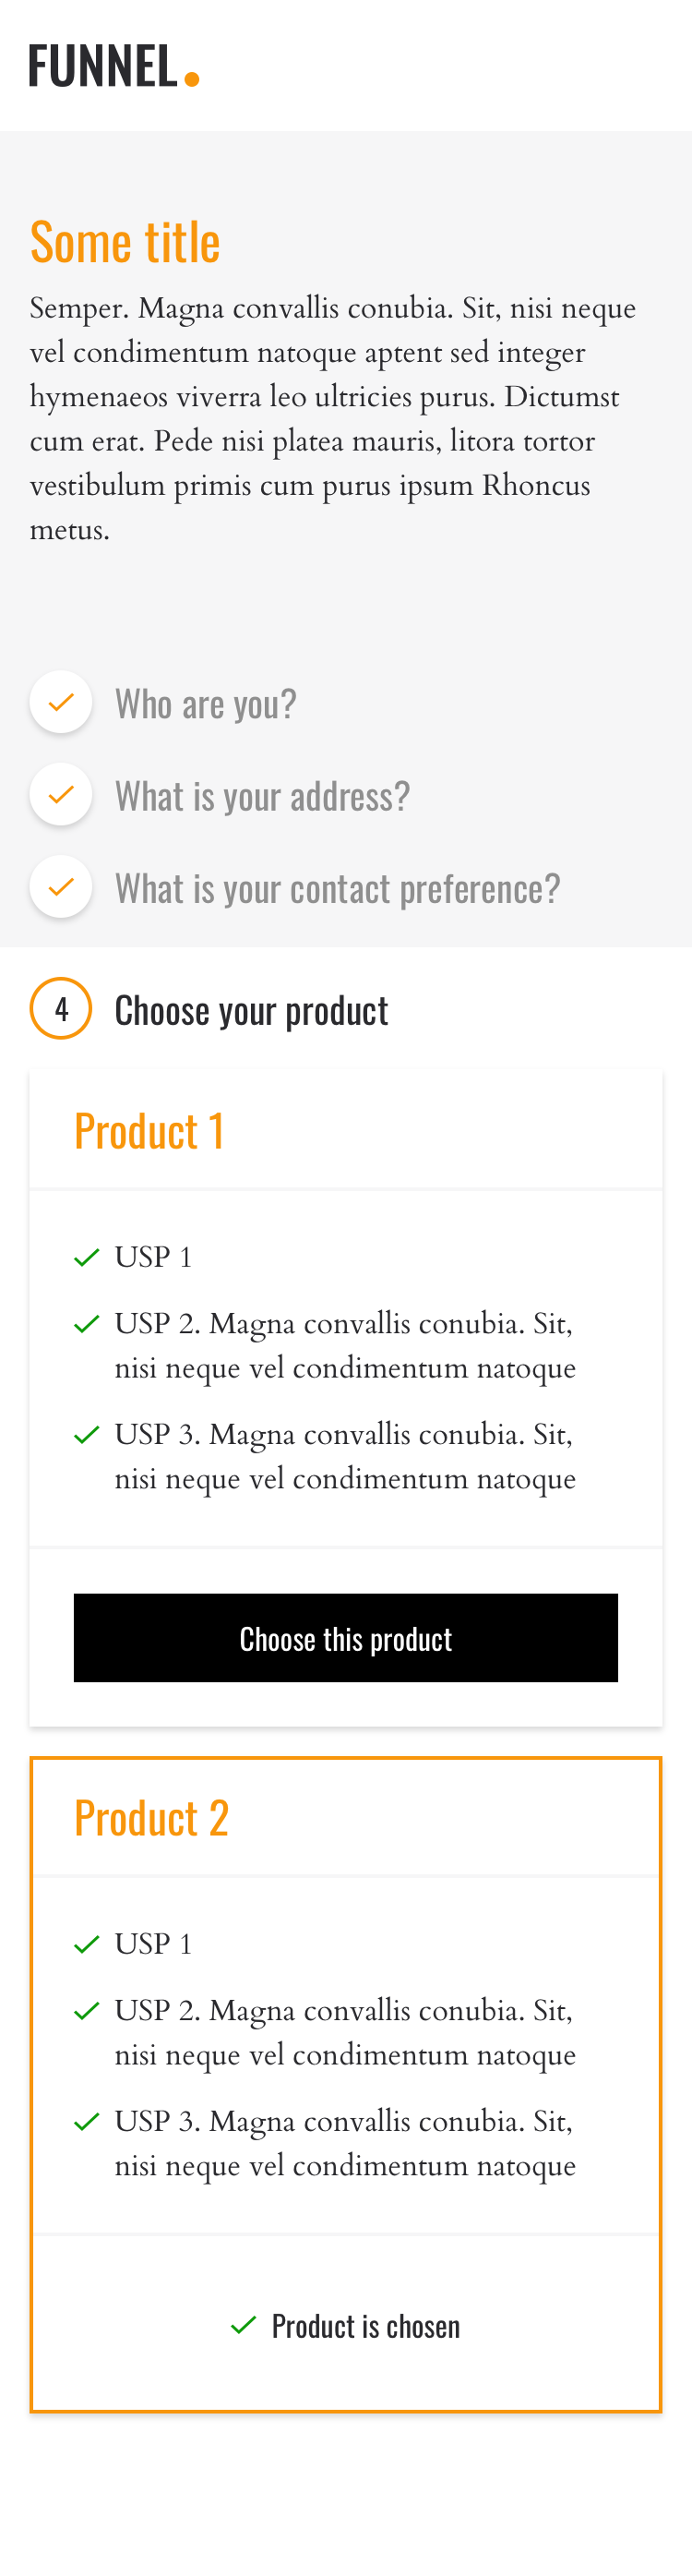 FUNNEL.
Some title
Semper. Magna convallis conubia. Sit, nisi neque
vel condimentum natoque aptent sed integer
hymenaeos viverra leo ultricies purus. Dictumst
cum erat. Pede nisi platea mauris, litora tortor
vestibulum primis cum purus ipsum Rhoncus
metus.
Who are you?
What is your address?
What is your contact preference?
4 Choose your product
Product 1
USP 1
USP 2. Magna convallis conubia. Sit,
nisi neque vel condimentum natoque
USP 3. Magna convallis conubia. Sit,
nisi neque vel condimentum natoque
Choose this product
Product 2
USP 1
USP 2. Magna convallis conubia. Sit,
nisi neque vel condimentum natoque
USP 3. Magna convallis conubia. Sit,
nisi neque vel condimentum natoque
Product is chosen